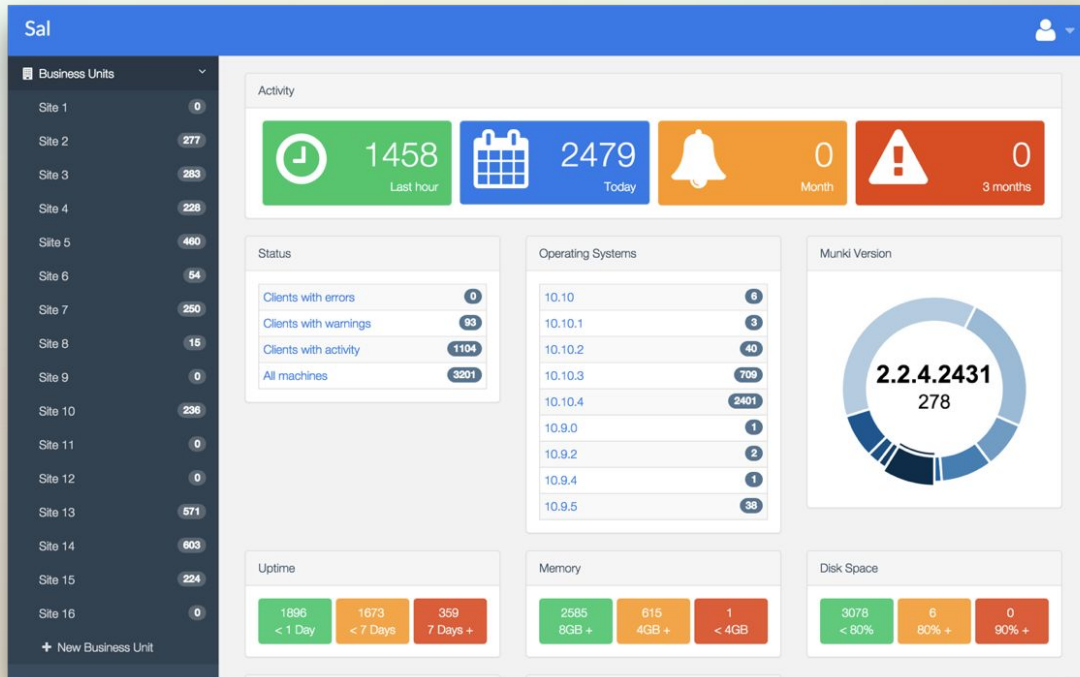 Sal
Business Units
Site 1 0
Site 2 277
Site 3 283
Site 4 228
Siite 5 460
Site 6 54
Site 7 250
Site 8 15
Site 9 0
Site 10 236
Site 11 0
Site 12 0
Site 13 571
Site 14 603
Site 15 224
Site 16 0
+ New Business Unit
Activity
1458
Last hour
2479
Today
0
Month
0
3 months
Status
Clients with errors 0
Clients with warnings 93
Clients with activity 1104
All machines 3201
Operating Systems
10.10 6
10.10.1 3
10.10.2 40
10.10.3 709
10.10.4 2401
10.9.0 1
10.9.2 2
10.9.4 1
10.9.5 38
Munki Version
2.2.4.2431
278
Uptime
1896
< 1 Day
1673
< 7 Days
359
7 Days +
Memory
2585
8GB +
615
4GB +
1
< 4GB
Disk Space
3078
< 80%
6
80% +
0
90% +